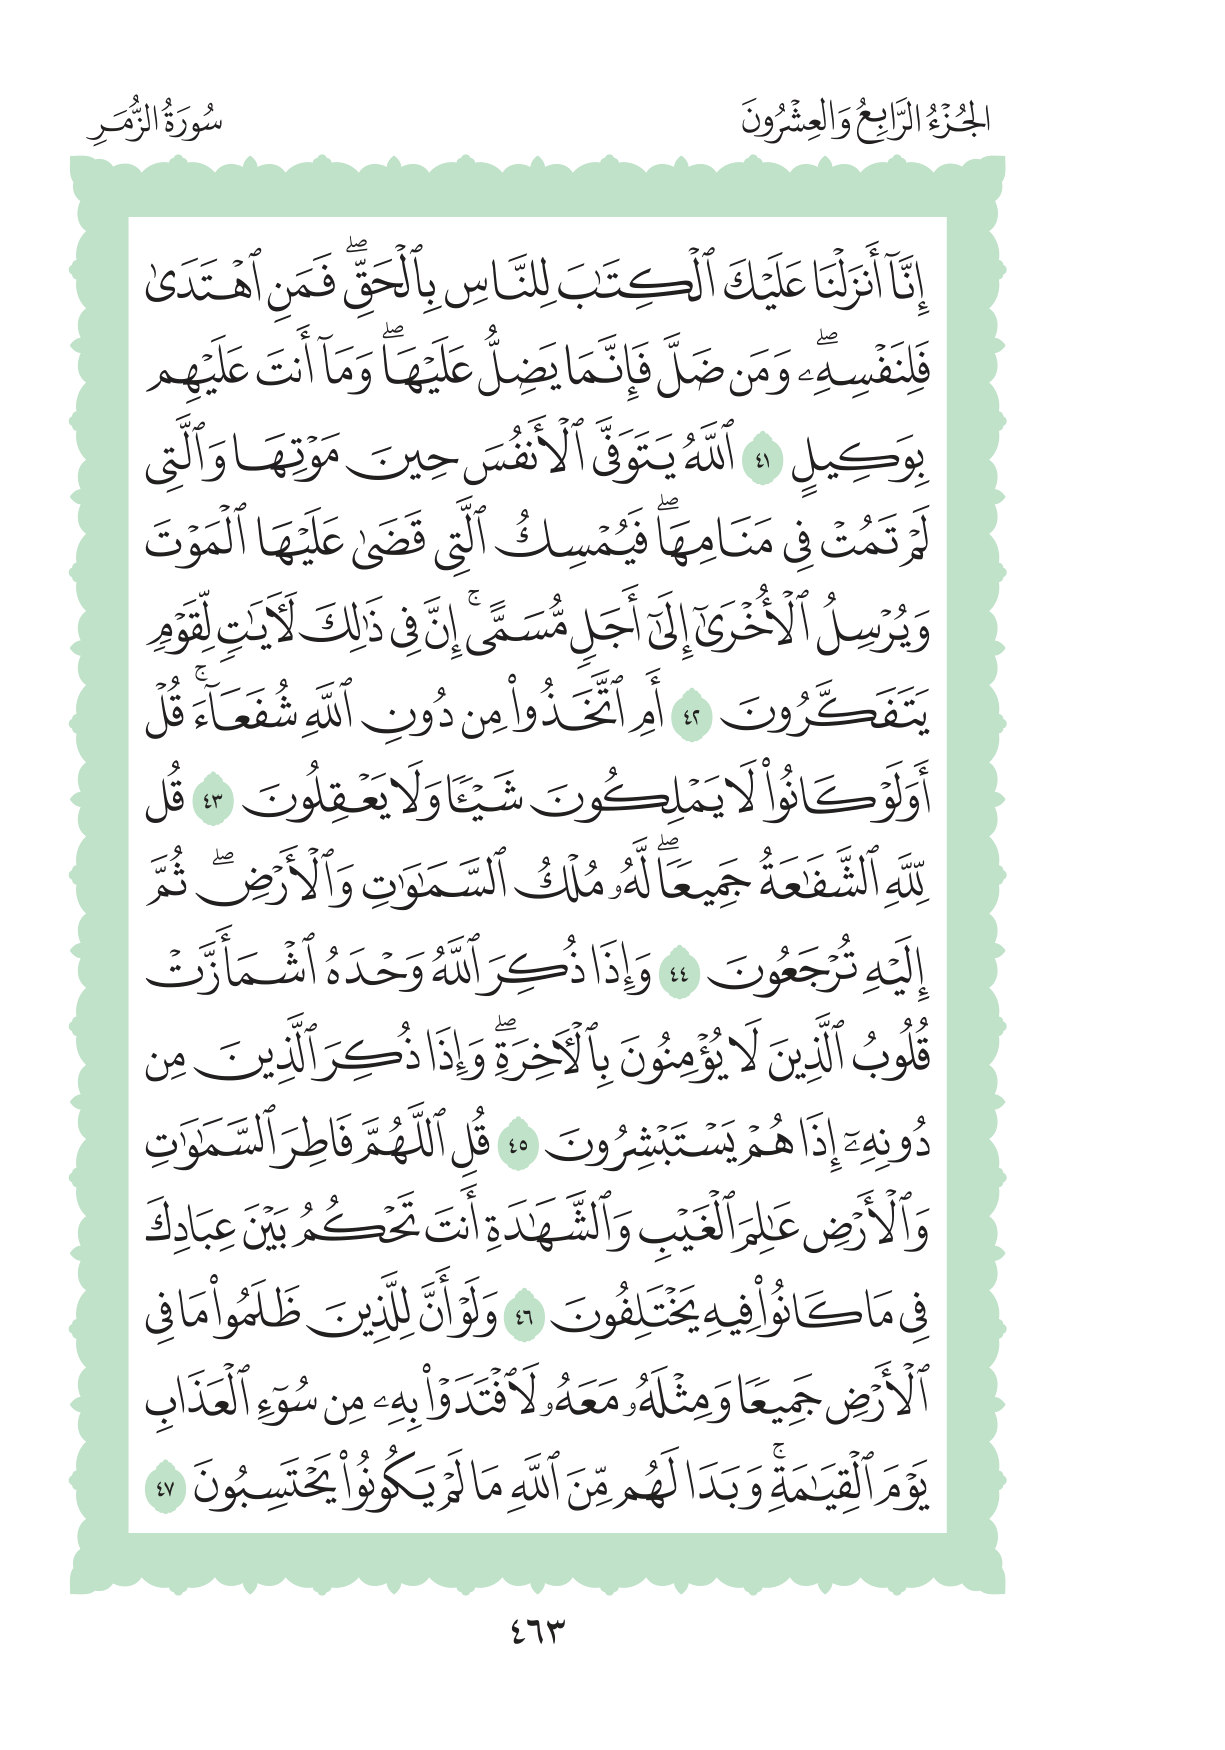 الجُزْءُ الرَّابِعُ وَالعِشْرُونَ
سُورَةُ الزُّمَرِ
إِنَّآ أَنزَلْنَا عَلَيْكَ ٱلْكِتَٰبَ لِلنَّاسِ بِٱلْحَقِّۖ فَمَنِ ٱهْتَدَىٰ
فَلِنَفْسِهِۦۖ وَمَن ضَلَّ فَإِنَّمَا يَضِلُّ عَلَيْهَاۖ وَمَآ أَنتَ عَلَيْهِم
بِوَكِيلٍ ٤١ ٱللَّهُ يَتَوَفَّى ٱلْأَنفُسَ حِينَ مَوْتِهَا وَٱلَّتِى
لَمْ تَمُتْ فِى مَنَامِهَاۖ فَيُمْسِكُ ٱلَّتِى قَضَىٰ عَلَيْهَا ٱلْمَوْتَ
وَيُرْسِلُ ٱلْأُخْرَىٰٓ إِلَىٰٓ أَجَلٍ مُّسَمًّىۚ إِنَّ فِى ذَٰلِكَ لَأٓيَٰتٍ لِّقَوْمٍ
يَتَفَكَّرُونَ ٤٢ أَمِ ٱتَّخَذُوا۟ مِن دُونِ ٱللَّهِ شُفَعَآءَۚ قُلْ
أَوَلَوْ كَانُوا۟ لَا يَمْلِكُونَ شَيْـًٔا وَلَا يَعْقِلُونَ ٤٣ قُل
لِّلَّهِ ٱلشَّفَٰعَةُ جَمِيعًاۖ لَّهُۥ مُلْكُ ٱلسَّمَٰوَٰتِ وَٱلْأَرْضِۖ ثُمَّ
إِلَيْهِ تُرْجَعُونَ ٤٤ وَإِذَا ذُكِرَ ٱللَّهُ وَحْدَهُ ٱشْمَأَزَّتْ
قُلُوبُ ٱلَّذِينَ لَا يُؤْمِنُونَ بِٱلْأٓخِرَةِۖ وَإِذَا ذُكِرَ ٱلَّذِينَ مِن
دُونِهِۦٓ إِذَا هُمْ يَسْتَبْشِرُونَ ٤٥ قُلِ ٱللَّهُمَّ فَاطِرَ ٱلسَّمَٰوَٰتِ
وَٱلْأَرْضِ عَٰلِمَ ٱلْغَيْبِ وَٱلشَّهَٰدَةِ أَنتَ تَحْكُمُ بَيْنَ عِبَادِكَ
فِى مَا كَانُوا۟ فِيهِ يَخْتَلِفُونَ ٤٦ وَلَوْ أَنَّ لِلَّذِينَ ظَلَمُوا۟ مَا فِى
ٱلْأَرْضِ جَمِيعًا وَمِثْلَهُۥ مَعَهُۥ لَٱفْتَدَوْا۟ بِهِۦ مِن سُوٓءِ ٱلْعَذَابِ
يَوْمَ ٱلْقِيَٰمَةِۚ وَبَدَا لَهُم مِّنَ ٱللَّهِ مَا لَمْ يَكُونُوا۟ يَحْتَسِبُونَ ٤٧
٤٦٣